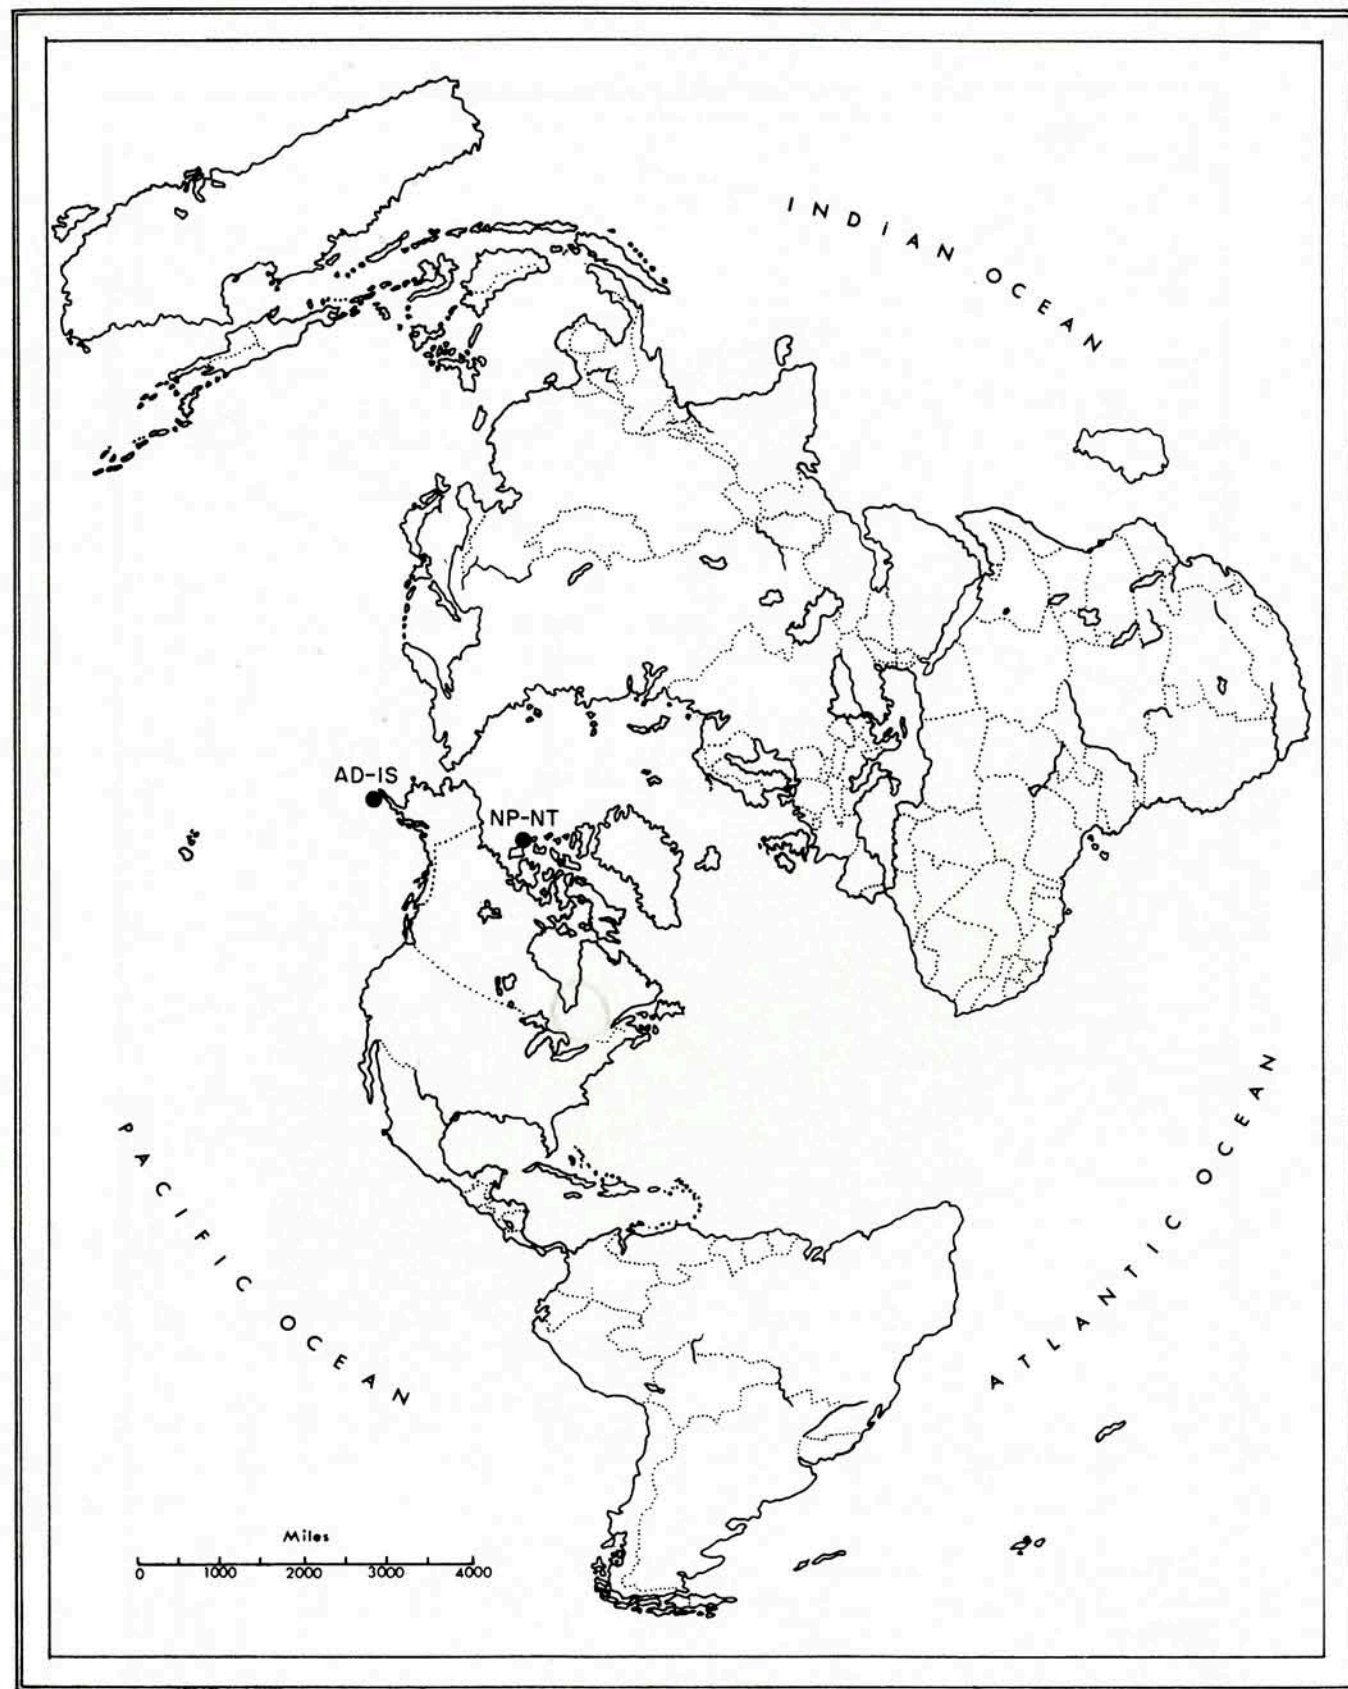 INDIAN OCEAN
AD-IS
NP-NT
PACIFIC OCEAN
ATLANTIC OCEAN
Miles
0 1000 2000 3000 4000